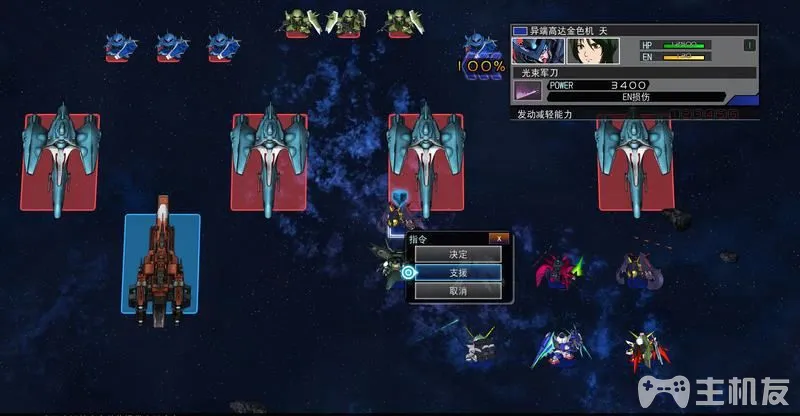 异端高达金色机 天
HP
EN
光束军刀
POWER 3400
EN损伤
发动减轻能力
100%
指令
x
决定
支援
取消
主机友